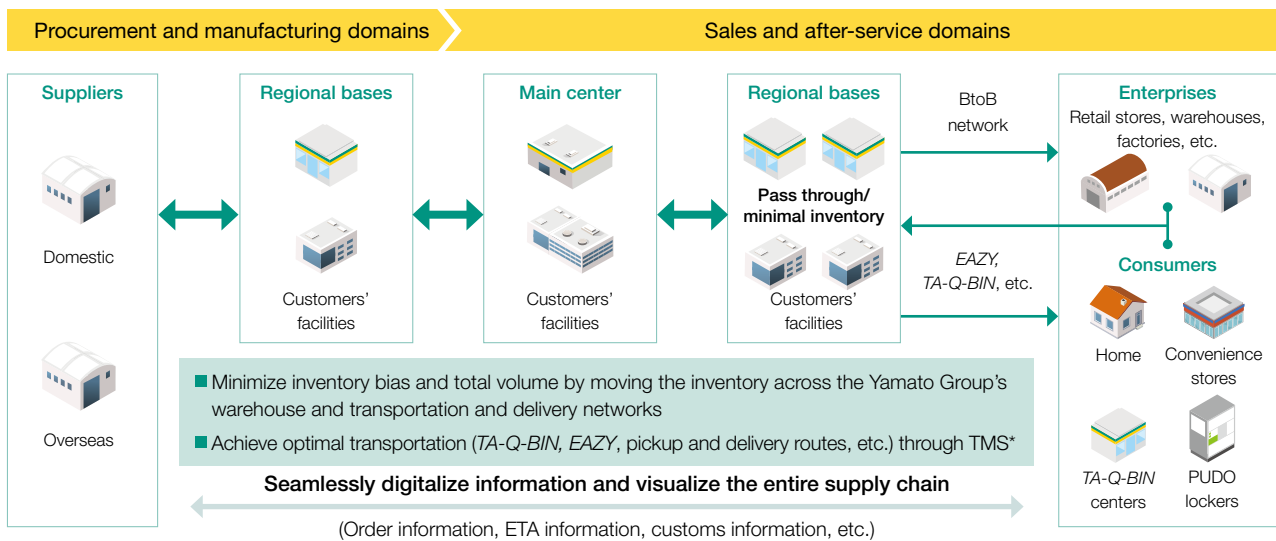 Procurement and manufacturing domains
Sales and after-service domains
Suppliers
Domestic
Overseas
Regional bases
Customers’
facilities
Main center
Customers’
facilities
Regional bases
Pass through/
minimal inventory
Customers’
facilities
BtoB
network
EAZY,
TA-Q-BIN, etc.
Enterprises
Retail stores, warehouses,
factories, etc.
Consumers
Home
Convenience
stores
TA-Q-BIN
centers
PUDO
lockers
Minimize inventory bias and total volume by moving the inventory across the Yamato Group’s
warehouse and transportation and delivery networks
Achieve optimal transportation (TA-Q-BIN, EAZY, pickup and delivery routes, etc.) through TMS*
Seamlessly digitalize information and visualize the entire supply chain
(Order information, ETA information, customs information, etc.)